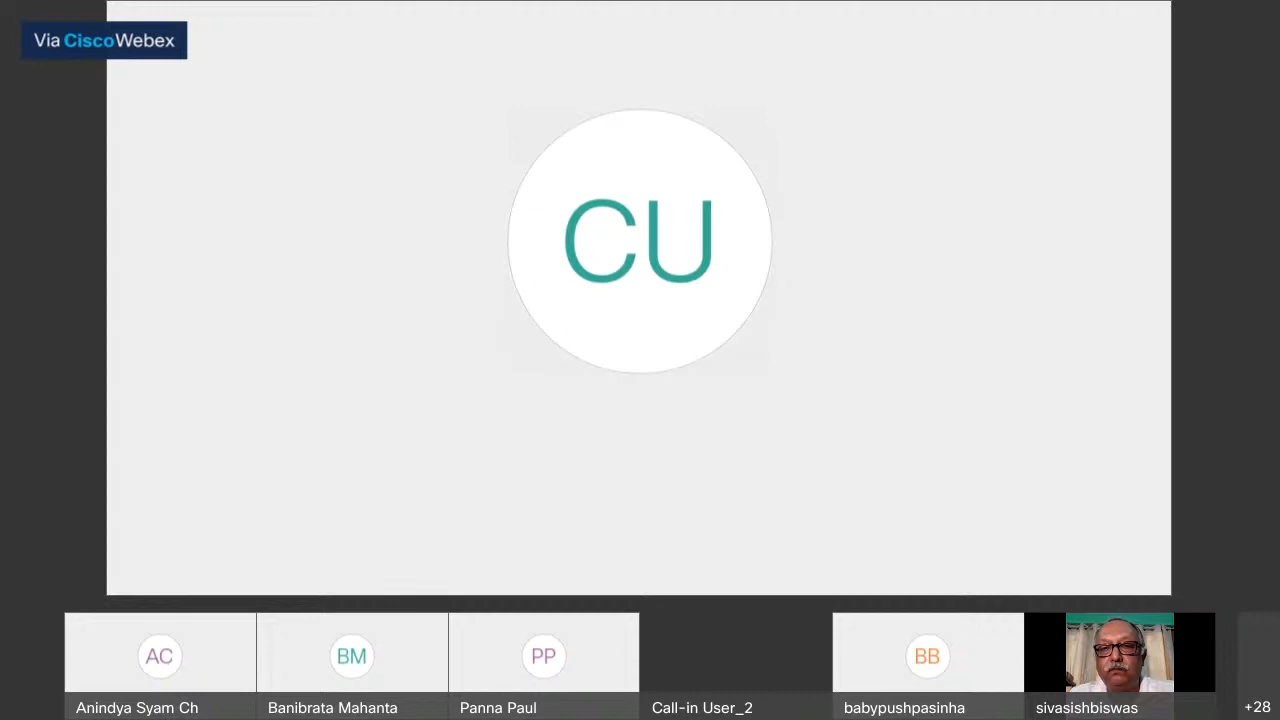 Via CiscoWebex
CU
AC
BM
PP
BB
Anindya Syam Ch
Banibrata Mahanta
Panna Paul
Call-in User_2
babypushpasinha
sivasishbiswas
+28